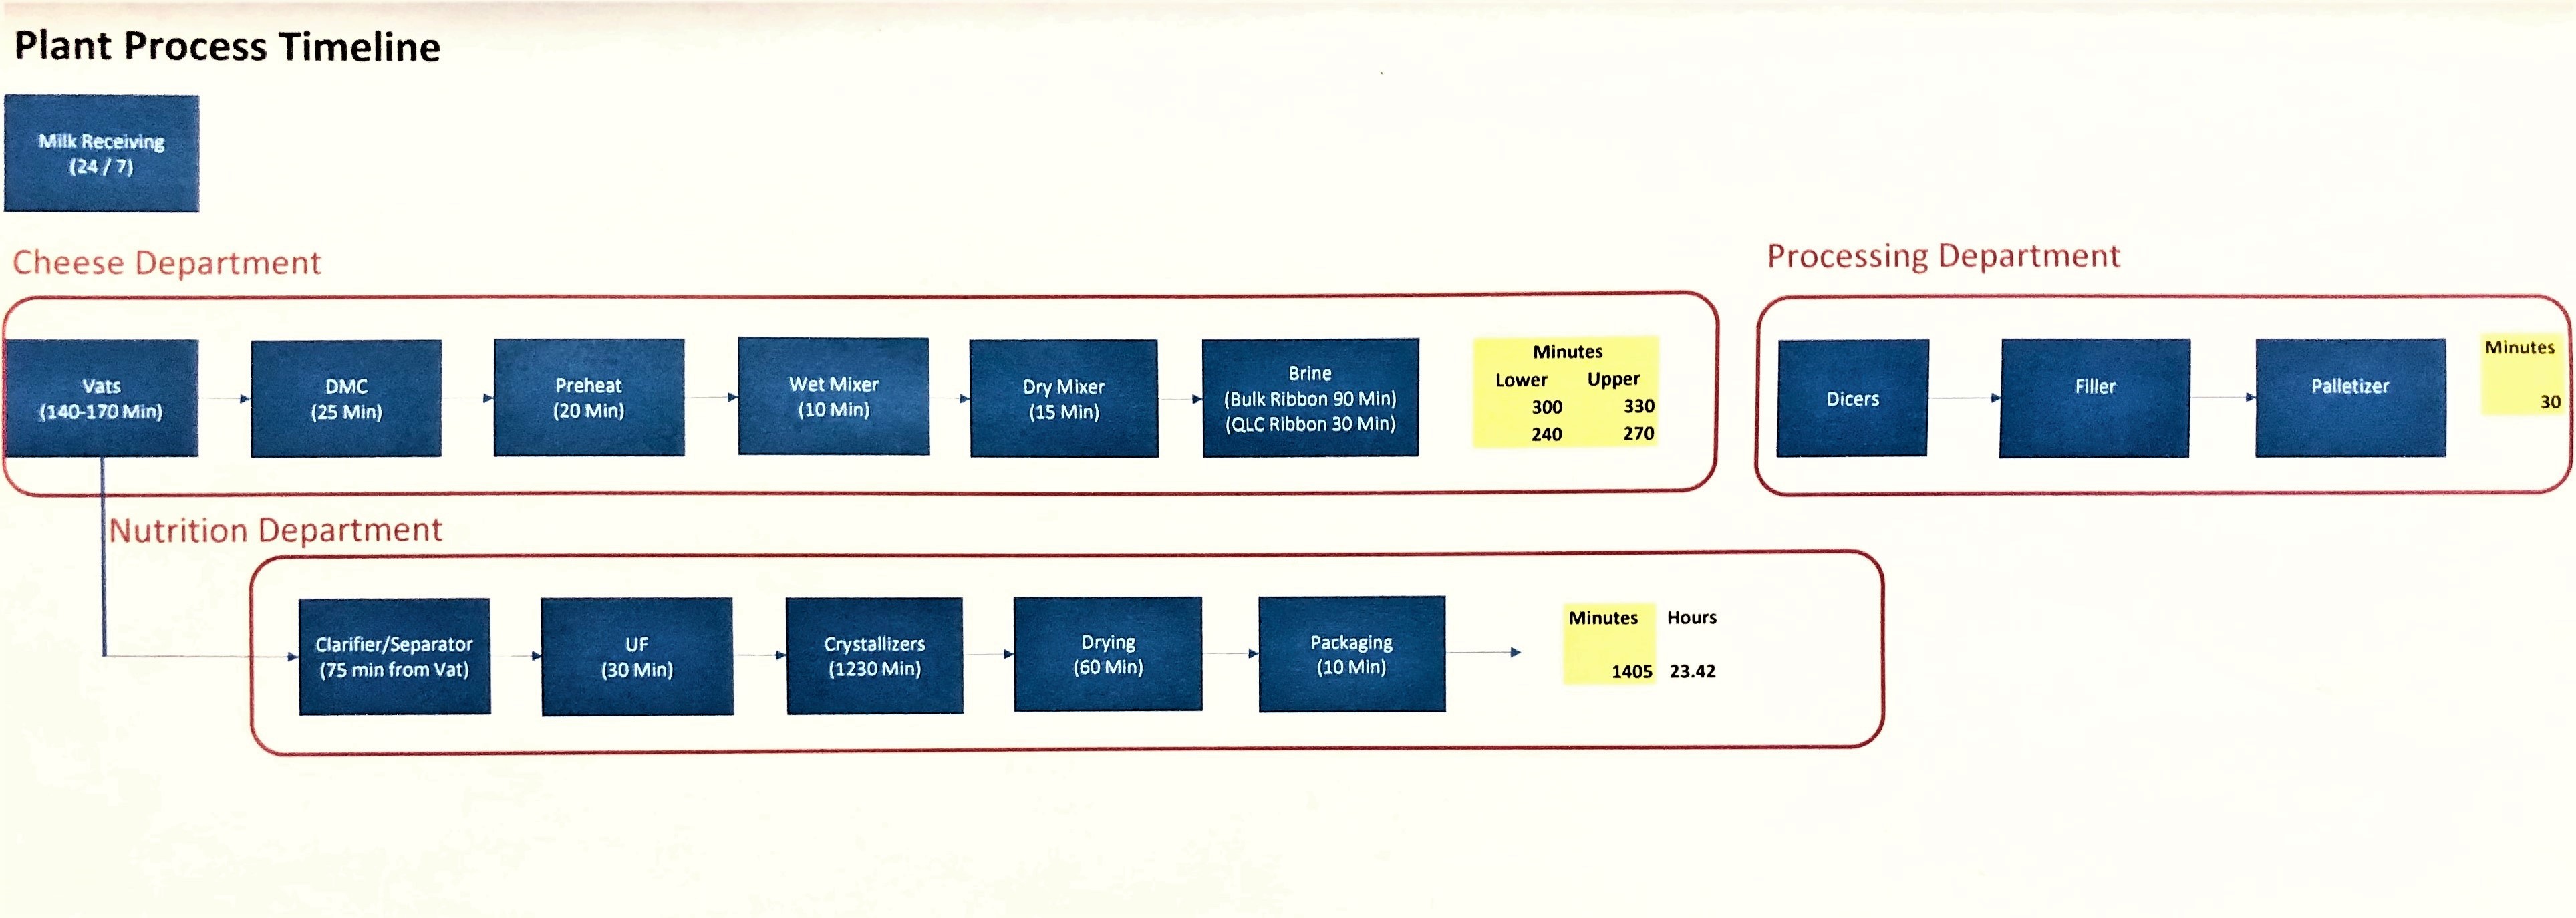 Plant Process Timeline
Milk Receiving
(24 / 7)
Cheese Department
Vats
(140-170 Min)
DMC
(25 Min)
Preheat
(20 Min)
Wet Mixer
(10 Min)
Dry Mixer
(15 Min)
Brine
(Bulk Ribbon 90 Min)
(QLC Ribbon 30 Min)
Minutes
Lower Upper
300 330
240 270
Processing Department
Dicers
Filler
Palletizer
Minutes
30
Nutrition Department
Clarifier/Separator
(75 min from Vat)
UF
(30 Min)
Crystallizers
(1230 Min)
Drying
(60 Min)
Packaging
(10 Min)
Minutes Hours
1405 23.42